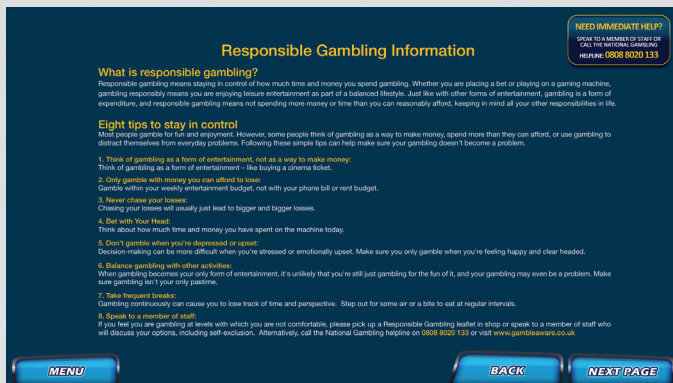 NEED IMMEDIATE HELP?
SPEAK TO A MEMBER OF STAFF OR
CALL THE NATIONAL GAMBLING
HELPLINE: 0808 8020 133
Responsible Gambling Information
What is responsible gambling?
Responsible gambling means staying in control of how much time and money you spend gambling. Whether you are placing a bet or playing on a gaming machine,
gambling responsibly means you are enjoying leisure entertainment as part of a balanced lifestyle. Just like with other forms of entertainment, gambling is a form of
expenditure, and responsible gambling means not spending more money or time than you can reasonably afford, keeping in mind all your other responsibilities in life.
Eight tips to stay in control
Most people gamble for fun and enjoyment. However, some people think of gambling as a way to make money, spend more than they can afford, or use gambling to
distract themselves from everyday problems. Following these simple tips can help make sure your gambling doesn't become a problem.
1. Think of gambling as a form of entertainment, not as a way to make money:
Think of gambling as a form of entertainment – like buying a cinema ticket.
2. Only gamble with money you can afford to lose:
Gamble within your weekly entertainment budget, not with your phone bill or rent budget.
3. Never chase your losses:
Chasing your losses will usually just lead to bigger and bigger losses.
4. Bet with Your Head:
Think about how much time and money you have spent on the machine today.
5. Don't gamble when you're depressed or upset:
Decision-making can be more difficult when you're stressed or emotionally upset. Make sure you only gamble when you're feeling happy and clear headed.
6. Balance gambling with other activities:
When gambling becomes your only form of entertainment, it's unlikely that you're still just gambling for the fun of it, and your gambling may even be a problem. Make
sure gambling isn't your only pastime.
7. Take frequent breaks:
Gambling continuously can cause you to lose track of time and perspective. Step out for some air or a bite to eat at regular intervals.
8. Speak to a member of staff:
If you feel you are gambling at levels with which you are not comfortable, please pick up a Responsible Gambling leaflet in shop or speak to a member of staff who
will discuss your options, including self-exclusion. Alternatively, call the National Gambling helpline on 0808 8020 133 or visit www.gambleaware.co.uk
MENU
BACK
NEXT PAGE